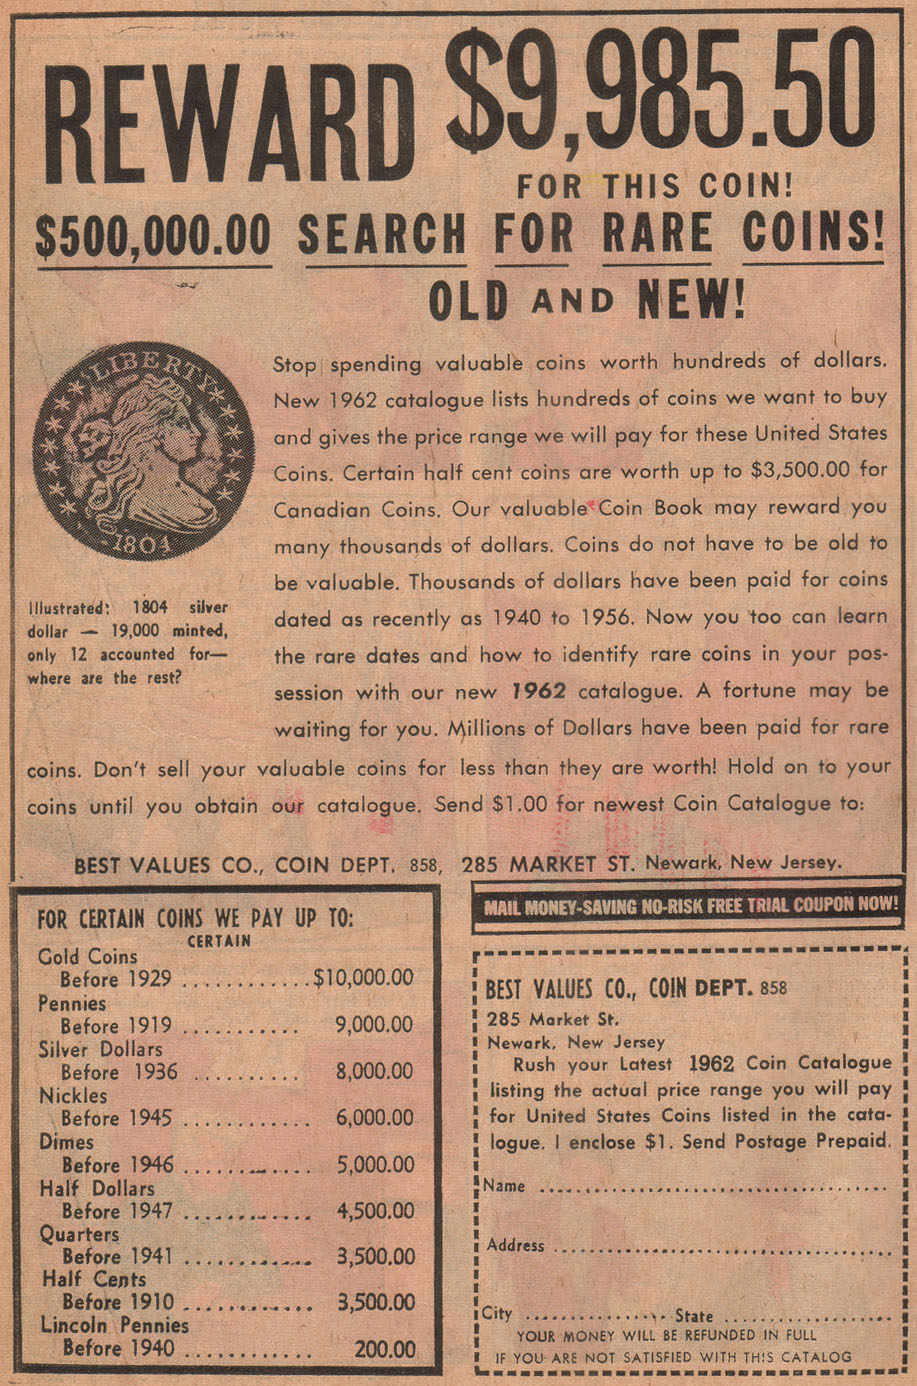 REWARD $9,985.50
FOR THIS COIN!
$500,000.00 SEARCH FOR RARE COINS!
OLD AND NEW!
LIBERTY
1804
Illustrated: 1804 silver
dollar — 19,000 minted,
only 12 accounted for—
where are the rest?
Stop spending valuable coins worth hundreds of dollars.
New 1962 catalogue lists hundreds of coins we want to buy
and gives the price range we will pay for these United States
Coins. Certain half cent coins are worth up to $3,500.00 for
Canadian Coins. Our valuable Coin Book may reward you
many thousands of dollars. Coins do not have to be old to
be valuable. Thousands of dollars have been paid for coins
dated as recently as 1940 to 1956. Now you too can learn
the rare dates and how to identify rare coins in your pos-
session with our new 1962 catalogue. A fortune may be
waiting for you. Millions of Dollars have been paid for rare
coins. Don't sell your valuable coins for less than they are worth! Hold on to your
coins until you obtain our catalogue. Send $1.00 for newest Coin Catalogue to:
BEST VALUES CO., COIN DEPT. 858, 285 MARKET ST. Newark, New Jersey.
FOR CERTAIN COINS WE PAY UP TO:
CERTAIN
Gold Coins
Before 1929 ............$10,000.00
Pennies
Before 1919 ........... 9,000.00
Silver Dollars
Before 1936 .......... 8,000.00
Nickles
Before 1945 ............ 6,000.00
Dimes
Before 1946 ............ 5,000.00
Half Dollars
Before 1947 ............ 4,500.00
Quarters
Before 1941 ............ 3,500.00
Half Cents
Before 1910 ............ 3,500.00
Lincoln Pennies
Before 1940 ............ 200.00
MAIL MONEY-SAVING NO-RISK FREE TRIAL COUPON NOW!
BEST VALUES CO., COIN DEPT. 858
285 Market St.
Newark, New Jersey
Rush your Latest 1962 Coin Catalogue
listing the actual price range you will pay
for United States Coins listed in the cata-
logue. I enclose $1. Send Postage Prepaid.
Name ....................................
Address ...................................
City ................ State ..................
YOUR MONEY WILL BE REFUNDED IN FULL
IF YOU ARE NOT SATISFIED WITH THIS CATALOG